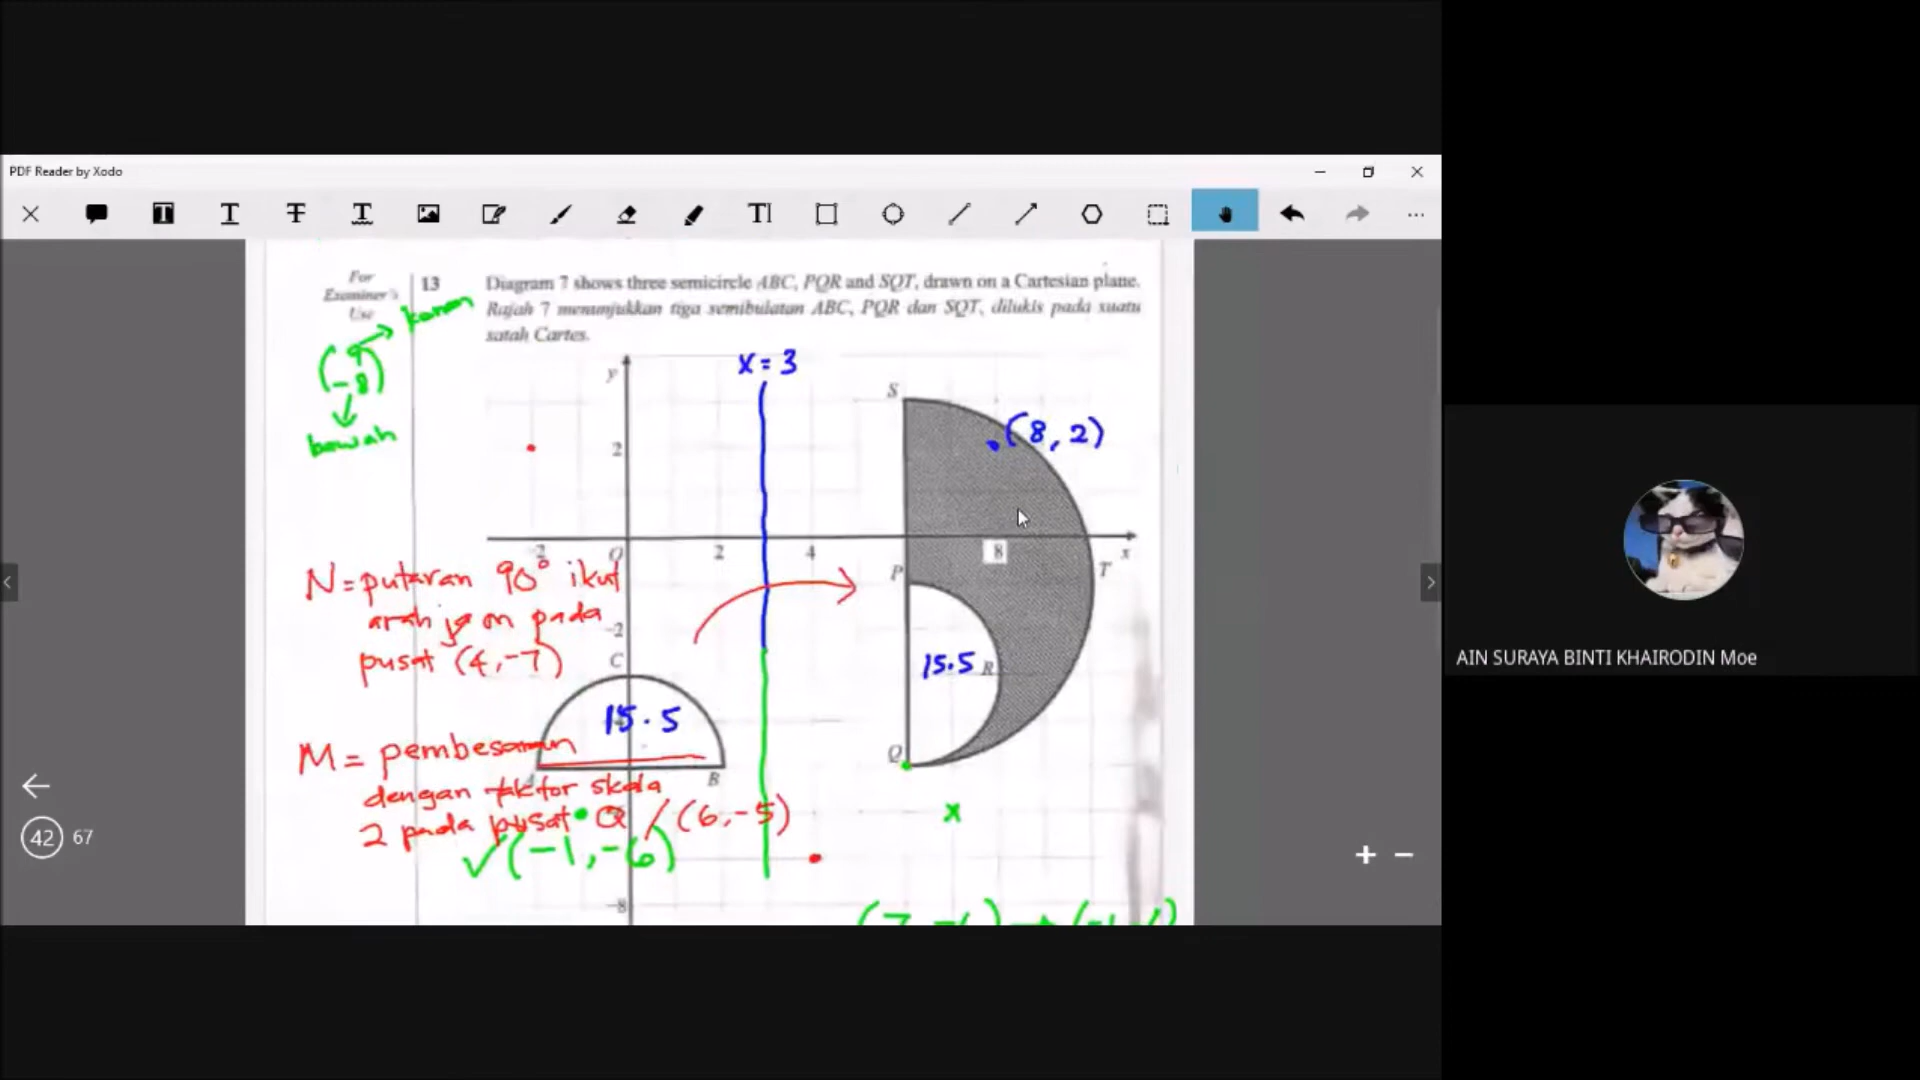 PDF Reader by Xodo
For
Examiner's
Use
13
Diagram 7 shows three semicircle ABC, PQR and SQT, drawn on a Cartesian plane.
Rajah 7 menunjukkan tiga semibulatan ABC, PQR dan SQT, dilukis pada suatu
satah Cartes.
(9 -8)
kanan
bawah
x = 3
y
S
(8, 2)
2
-2
O
2
4
8
x
P
T
N = putaran 90° ikut
arah jam pada
pusat (4, -7)
-2
C
15.5
15.5
R
M = pembesaran
dengan faktor skala
2 pada pusat Q / (6, -5)
A
B
Q
x
✓(-1, -6)
-8
42
67
AIN SURAYA BINTI KHAIRODIN Moe